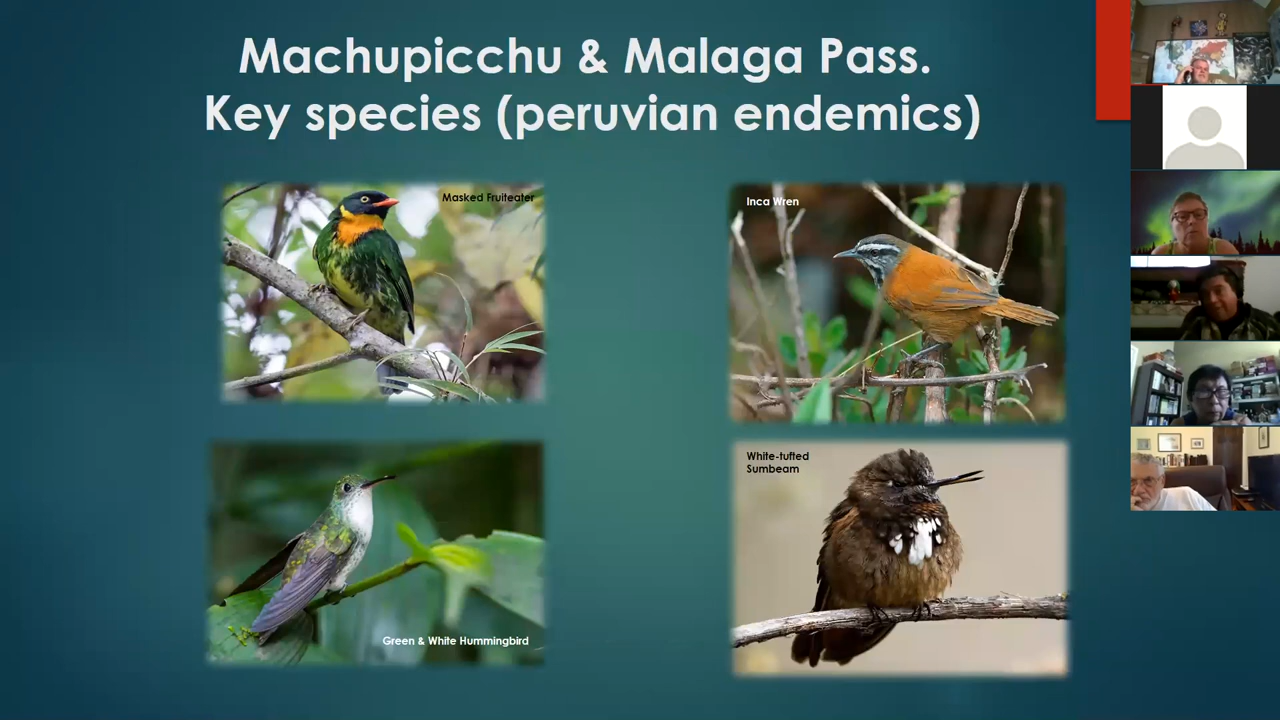 Machupicchu & Malaga Pass.
Key species (peruvian endemics)
Masked Fruiteater
Inca Wren
Green & White Hummingbird
White-tufted
Sumbeam